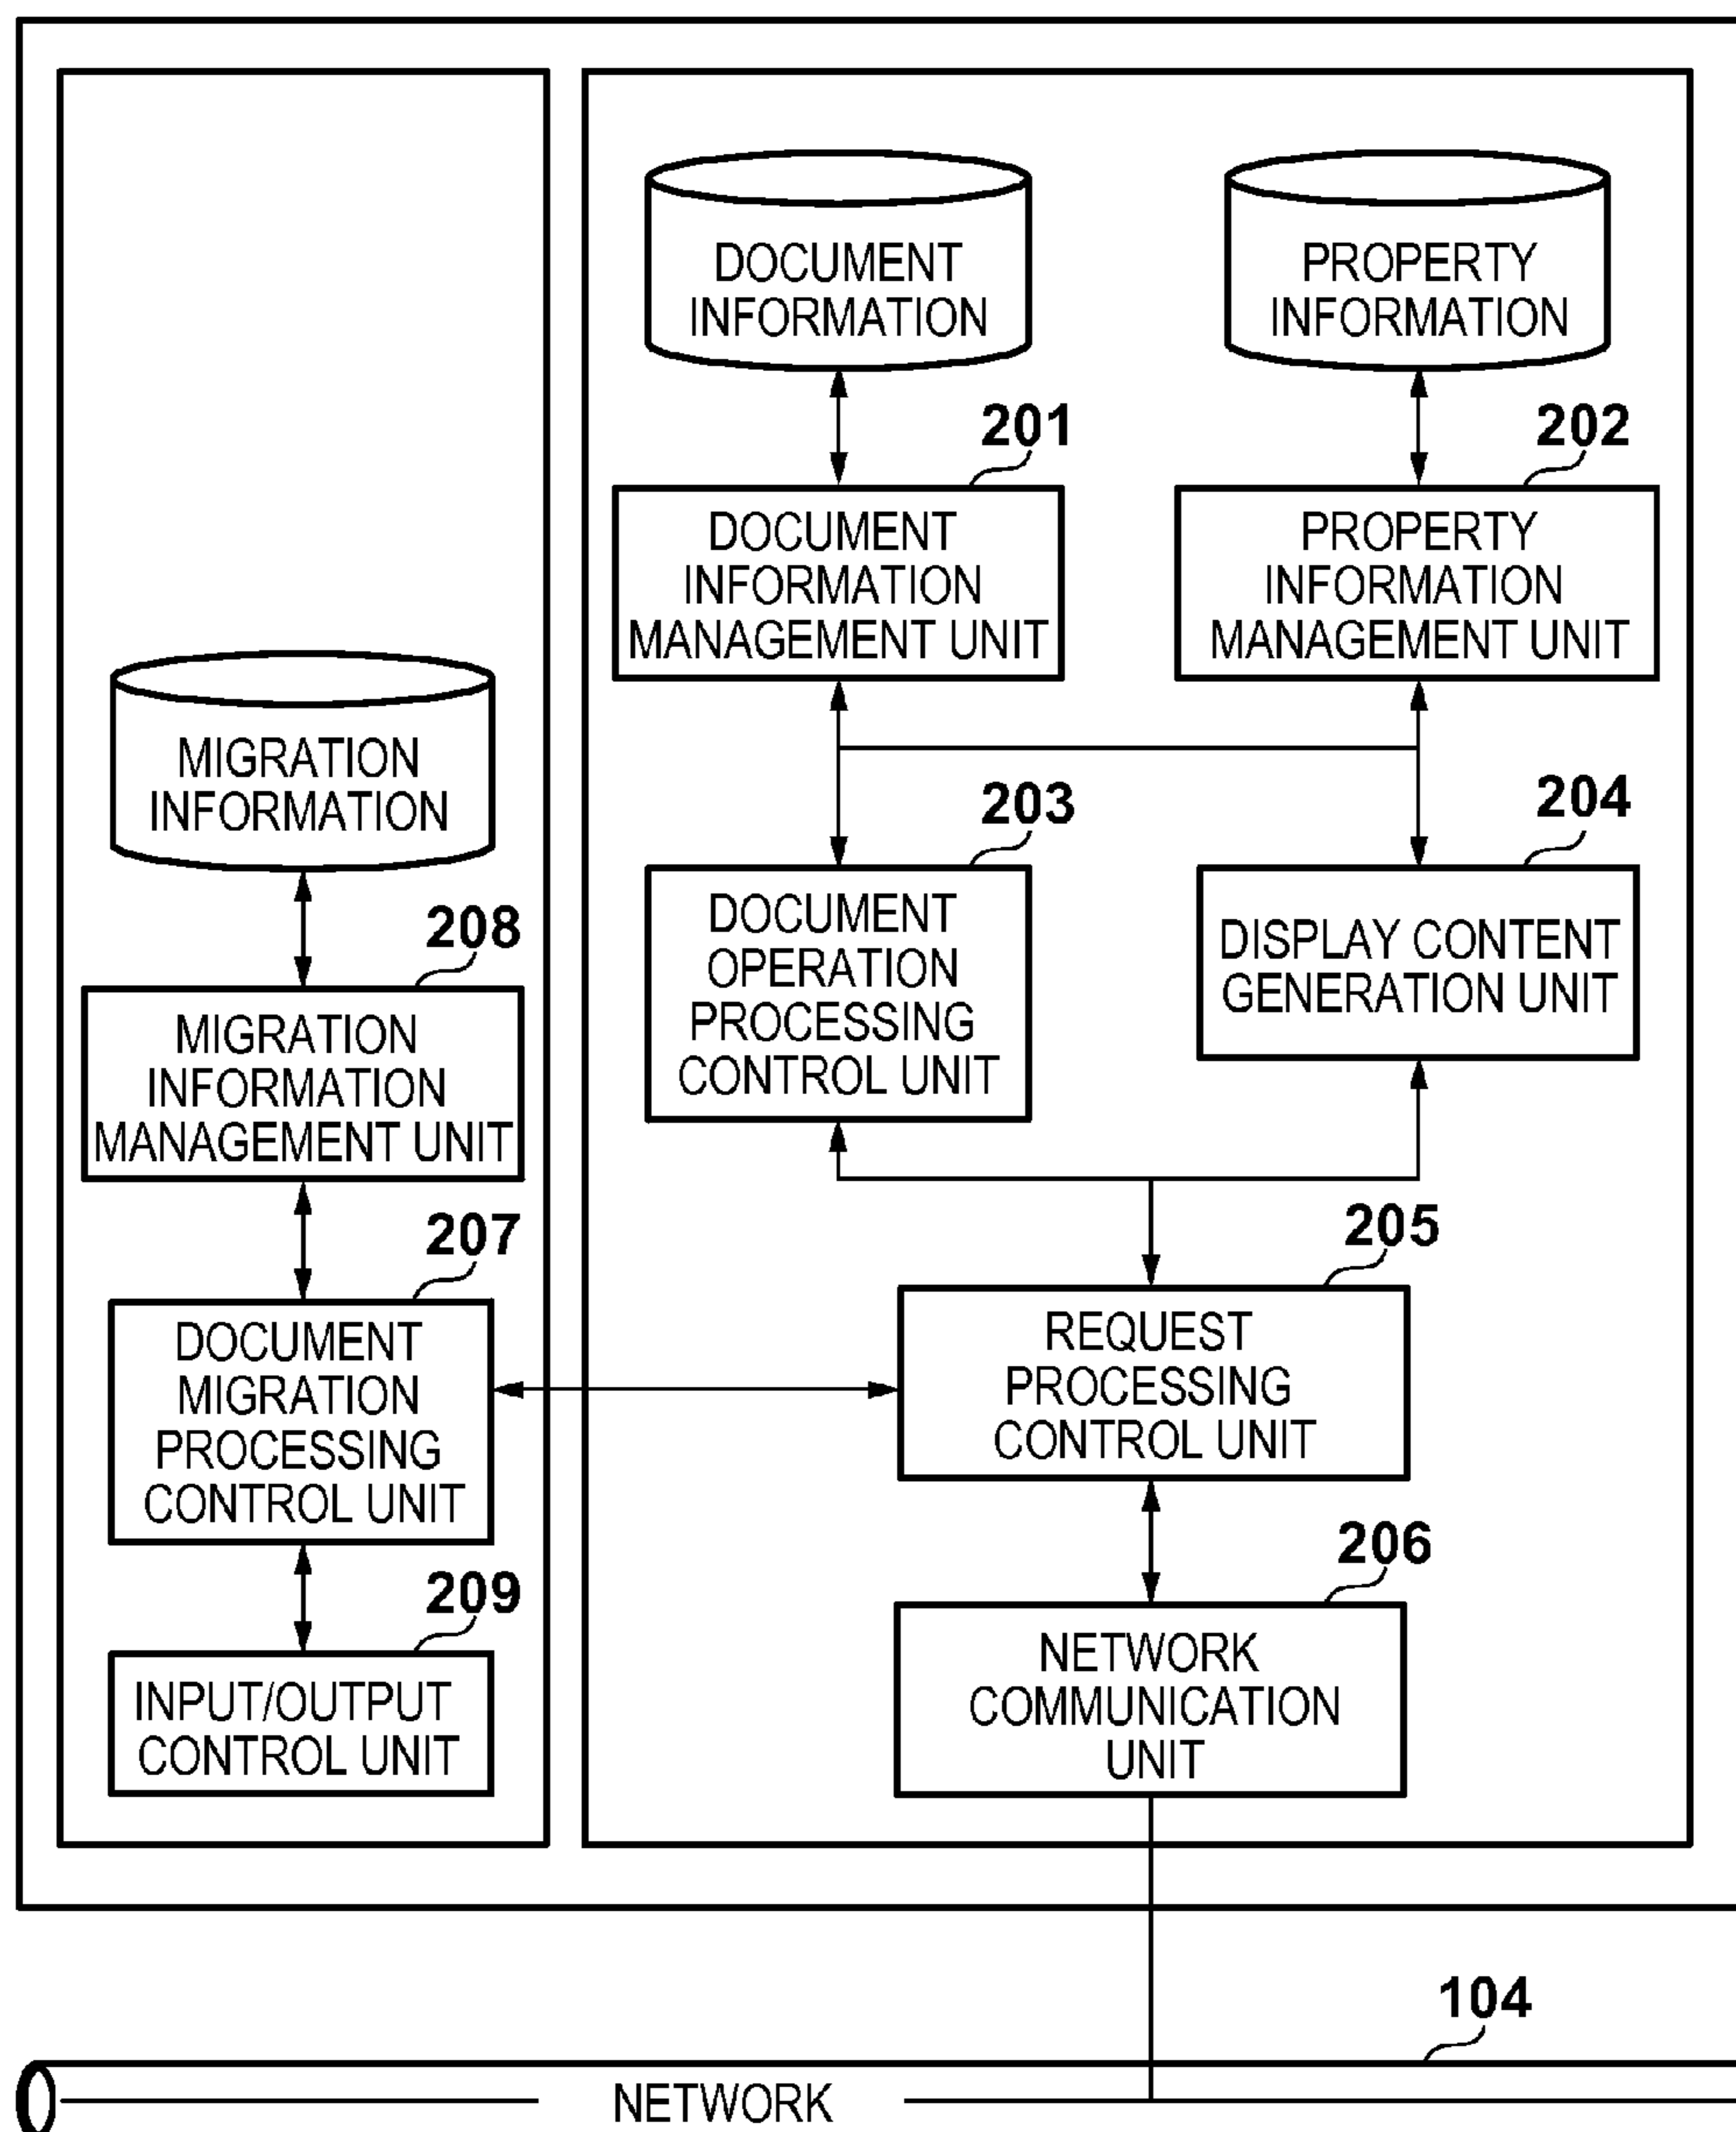 DOCUMENT
INFORMATION
PROPERTY
INFORMATION
201
202
DOCUMENT
INFORMATION
MANAGEMENT UNIT
PROPERTY
INFORMATION
MANAGEMENT UNIT
MIGRATION
INFORMATION
203
204
DOCUMENT
OPERATION
PROCESSING
CONTROL UNIT
DISPLAY CONTENT
GENERATION UNIT
208
MIGRATION
INFORMATION
MANAGEMENT UNIT
207
205
DOCUMENT
MIGRATION
PROCESSING
CONTROL UNIT
REQUEST
PROCESSING
CONTROL UNIT
209
206
INPUT/OUTPUT
CONTROL UNIT
NETWORK
COMMUNICATION
UNIT
104
NETWORK